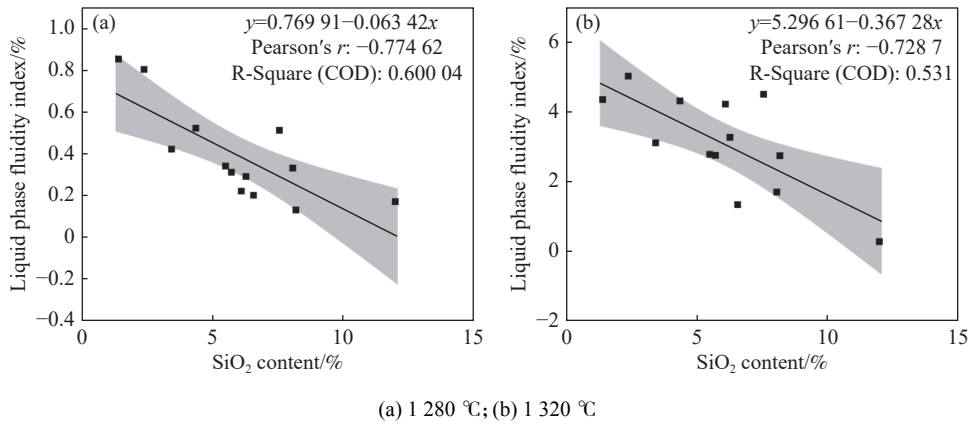 (a)
y=0.769 91−0.063 42x
Pearson's r: −0.774 62
R-Square (COD): 0.600 04
1.0
0.8
0.6
0.4
0.2
0
−0.2
−0.4
Liquid phase fluidity index/%
0 5 10 15
SiO₂ content/%
(b)
y=5.296 61−0.367 28x
Pearson's r: −0.728 7
R-Square (COD): 0.531
6
4
2
0
−2
Liquid phase fluidity index/%
0 5 10 15
SiO₂ content/%
(a) 1 280 ℃; (b) 1 320 ℃